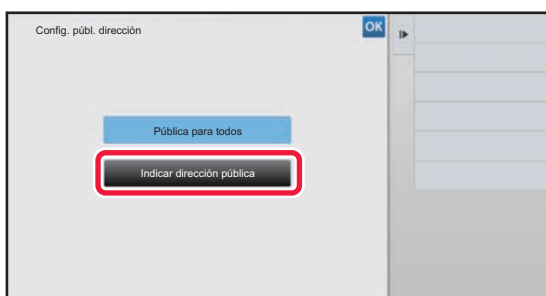 Config. públ. dirección
OK
Pública para todos
Indicar dirección pública